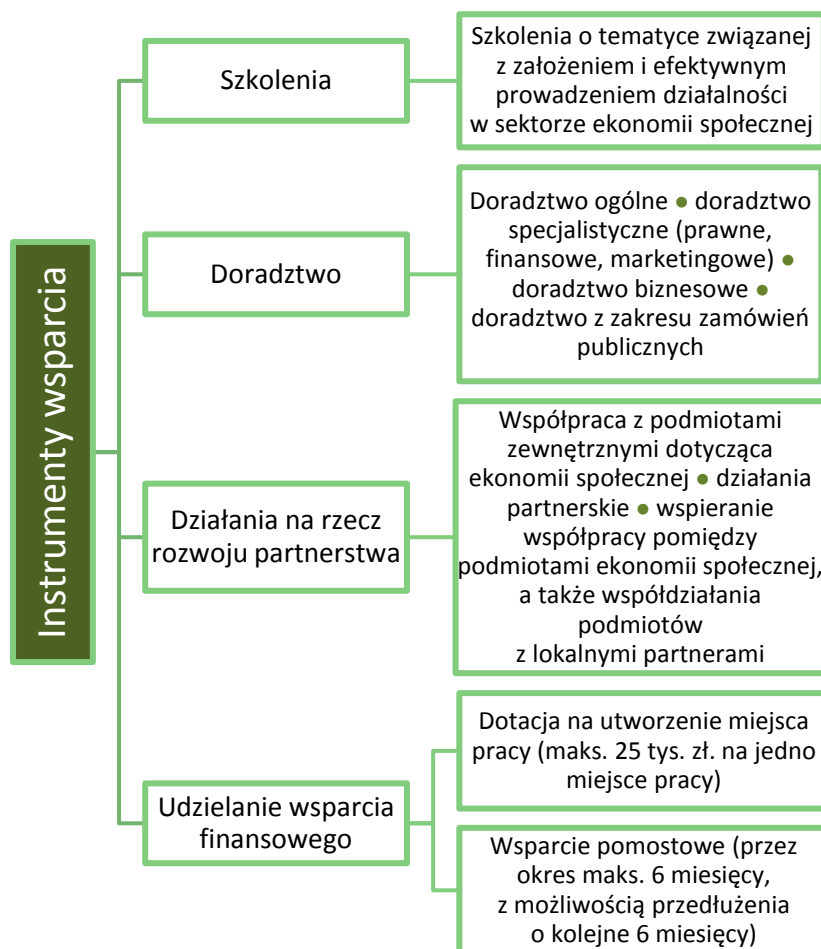 Instrumenty wsparcia
Szkolenia
Szkolenia o tematyce związanej
z założeniem i efektywnym
prowadzeniem działalności
w sektorze ekonomii społecznej
Doradztwo
Doradztwo ogólne ● doradztwo
specjalistyczne (prawne,
finansowe, marketingowe) ●
doradztwo biznesowe ●
doradztwo z zakresu zamówień
publicznych
Działania na rzecz
rozwoju partnerstwa
Współpraca z podmiotami
zewnętrznymi dotycząca
ekonomii społecznej ● działania
partnerskie ● wspieranie
współpracy pomiędzy
podmiotami ekonomii społecznej,
a także współdziałania
podmiotów
z lokalnymi partnerami
Udzielanie wsparcia
finansowego
Dotacja na utworzenie miejsca
pracy (maks. 25 tys. zł. na jedno
miejsce pracy)
Wsparcie pomostowe (przez
okres maks. 6 miesięcy,
z możliwością przedłużenia
o kolejne 6 miesięcy)